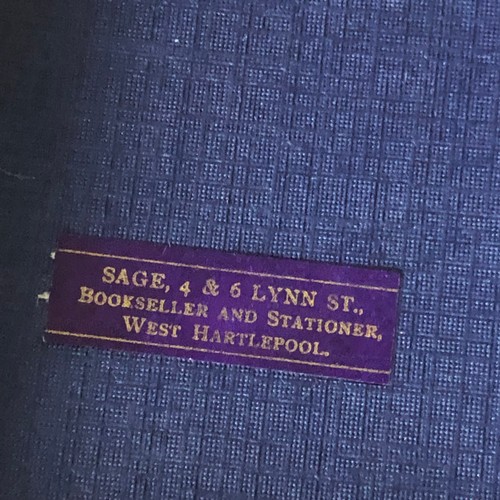 SAGE, 4 & 6 LYNN ST.,
BOOKSELLER AND STATIONER,
WEST HARTLEPOOL.